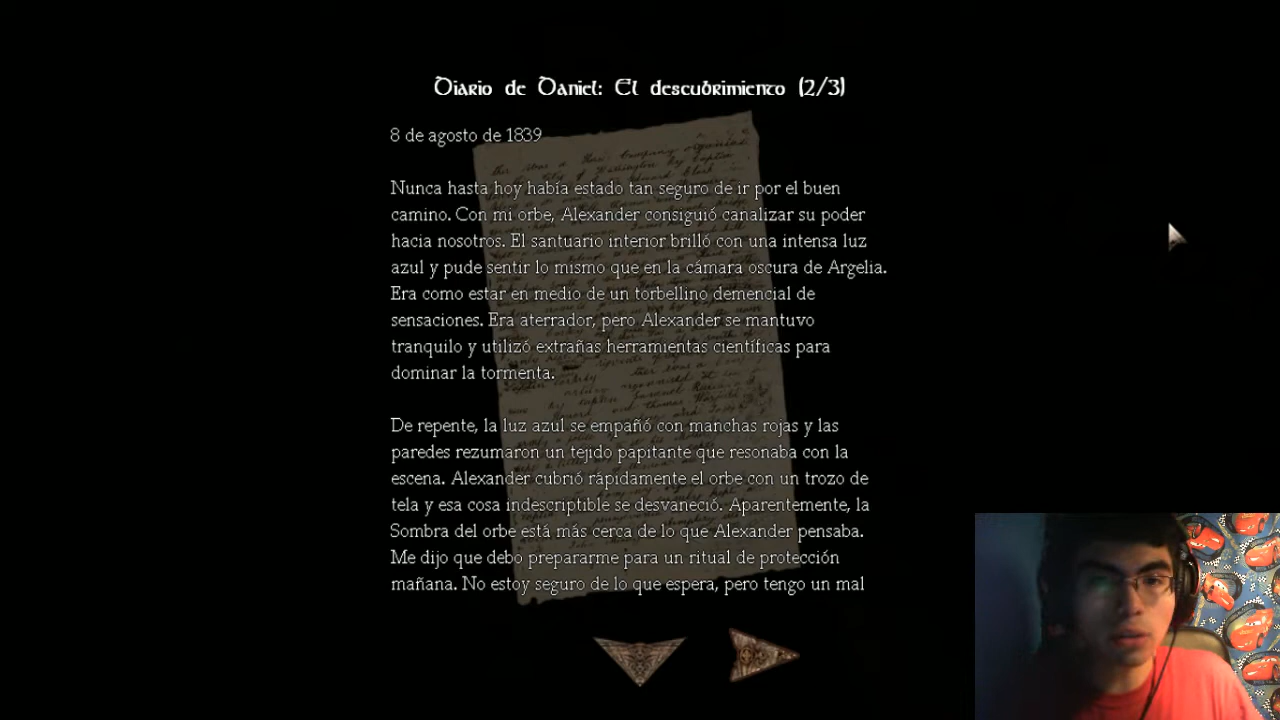 Diario de Daniel: El descubrimiento (2/3)
8 de agosto de 1839
Nunca hasta hoy había estado tan seguro de ir por el buen
camino. Con mi orbe, Alexander consiguió canalizar su poder
hacia nosotros. El santuario interior brilló con una intensa luz
azul y pude sentir lo mismo que en la cámara oscura de Argelia.
Era como estar en medio de un torbellino demencial de
sensaciones. Era aterrador, pero Alexander se mantuvo
tranquilo y utilizó extrañas herramientas científicas para
dominar la tormenta.
De repente, la luz azul se empañó con manchas rojas y las
paredes rezumaron un tejido papitante que resonaba con la
escena. Alexander cubrió rápidamente el orbe con un trozo de
tela y esa cosa indescriptible se desvaneció. Aparentemente, la
Sombra del orbe está más cerca de lo que Alexander pensaba.
Me dijo que debo prepararme para un ritual de protección
mañana. No estoy seguro de lo que espera, pero tengo un mal